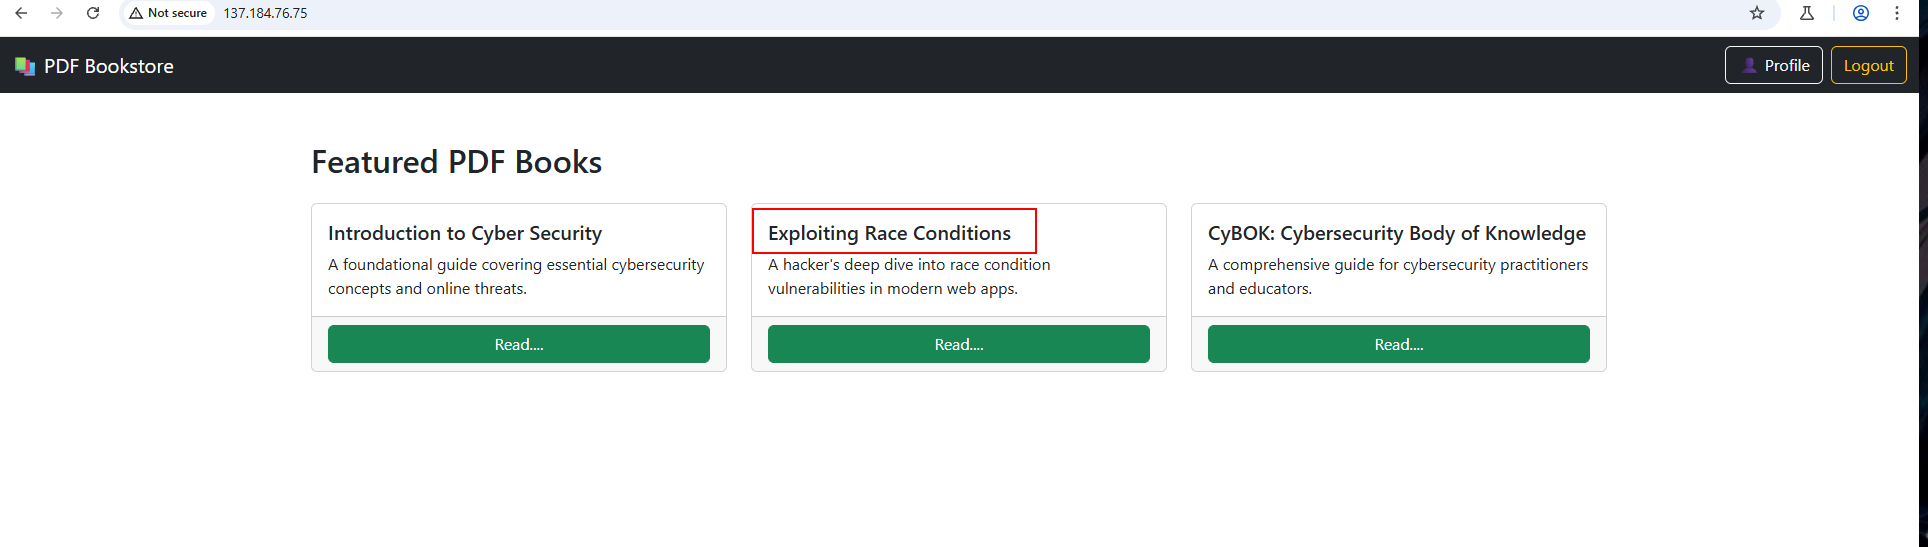 Not secure 137.184.76.75
PDF Bookstore
Profile
Logout
Featured PDF Books
Introduction to Cyber Security
A foundational guide covering essential cybersecurity
concepts and online threats.
Read....
Exploiting Race Conditions
A hacker's deep dive into race condition
vulnerabilities in modern web apps.
Read....
CyBOK: Cybersecurity Body of Knowledge
A comprehensive guide for cybersecurity practitioners
and educators.
Read....